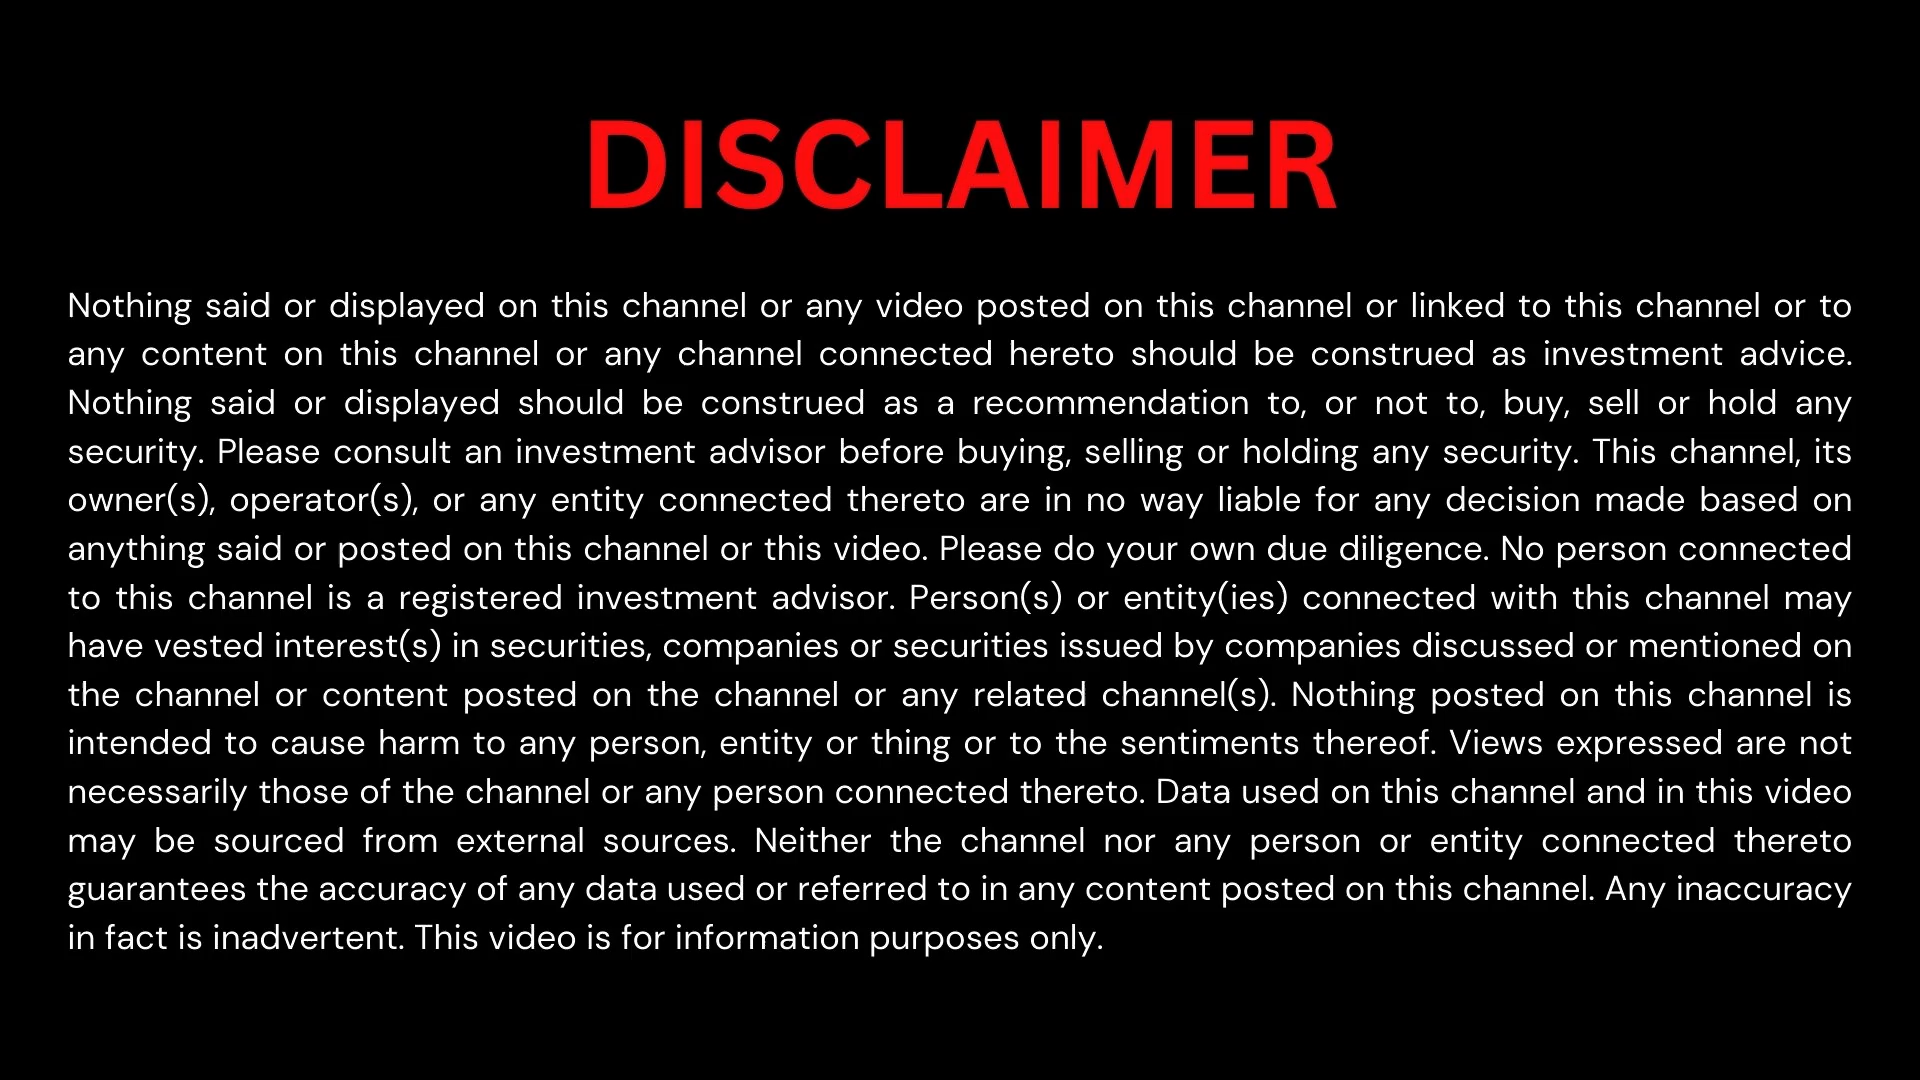 DISCLAIMER
Nothing said or displayed on this channel or any video posted on this channel or linked to this channel or to
any content on this channel or any channel connected hereto should be construed as investment advice.
Nothing said or displayed should be construed as a recommendation to, or not to, buy, sell or hold any
security. Please consult an investment advisor before buying, selling or holding any security. This channel, its
owner(s), operator(s), or any entity connected thereto are in no way liable for any decision made based on
anything said or posted on this channel or this video. Please do your own due diligence. No person connected
to this channel is a registered investment advisor. Person(s) or entity(ies) connected with this channel may
have vested interest(s) in securities, companies or securities issued by companies discussed or mentioned on
the channel or content posted on the channel or any related channel(s). Nothing posted on this channel is
intended to cause harm to any person, entity or thing or to the sentiments thereof. Views expressed are not
necessarily those of the channel or any person connected thereto. Data used on this channel and in this video
may be sourced from external sources. Neither the channel nor any person or entity connected thereto
guarantees the accuracy of any data used or referred to in any content posted on this channel. Any inaccuracy
in fact is inadvertent. This video is for information purposes only.